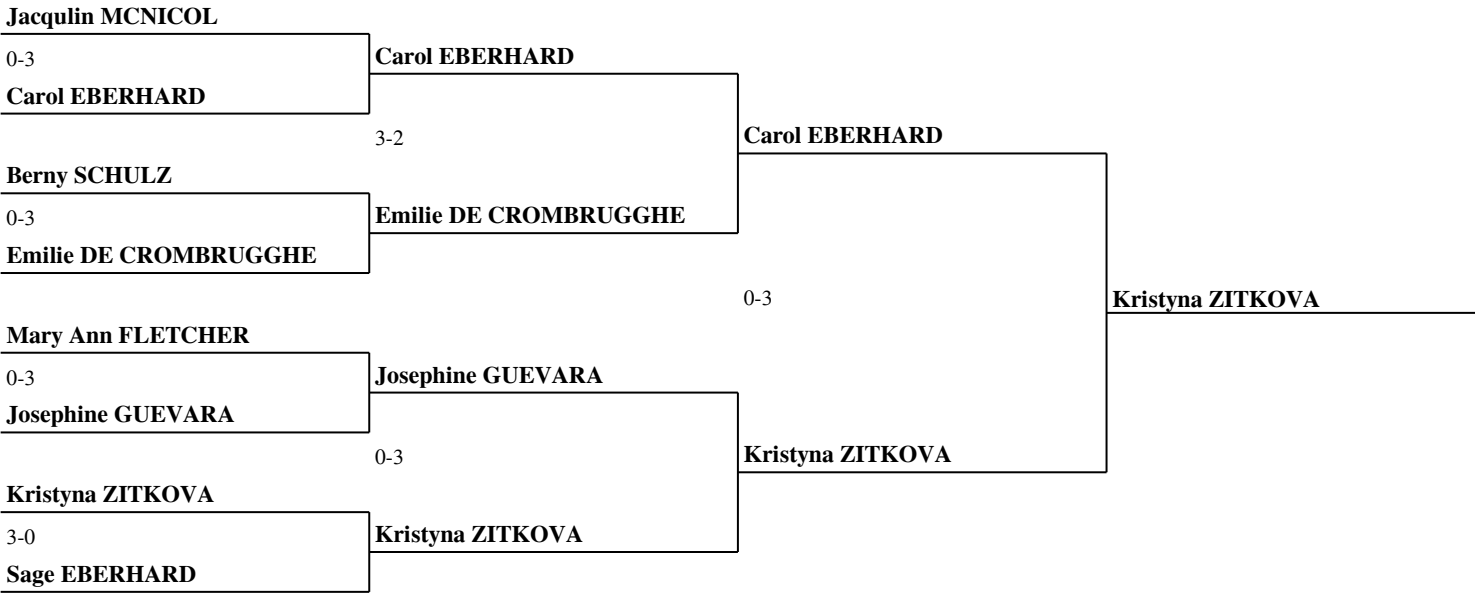 Jacqulin MCNICOL
0-3
Carol EBERHARD
Carol EBERHARD
3-2
Carol EBERHARD
Berny SCHULZ
0-3
Emilie DE CROMBRUGGHE
Emilie DE CROMBRUGGHE
0-3
Kristyna ZITKOVA
Mary Ann FLETCHER
0-3
Josephine GUEVARA
Josephine GUEVARA
0-3
Kristyna ZITKOVA
Kristyna ZITKOVA
3-0
Kristyna ZITKOVA
Sage EBERHARD